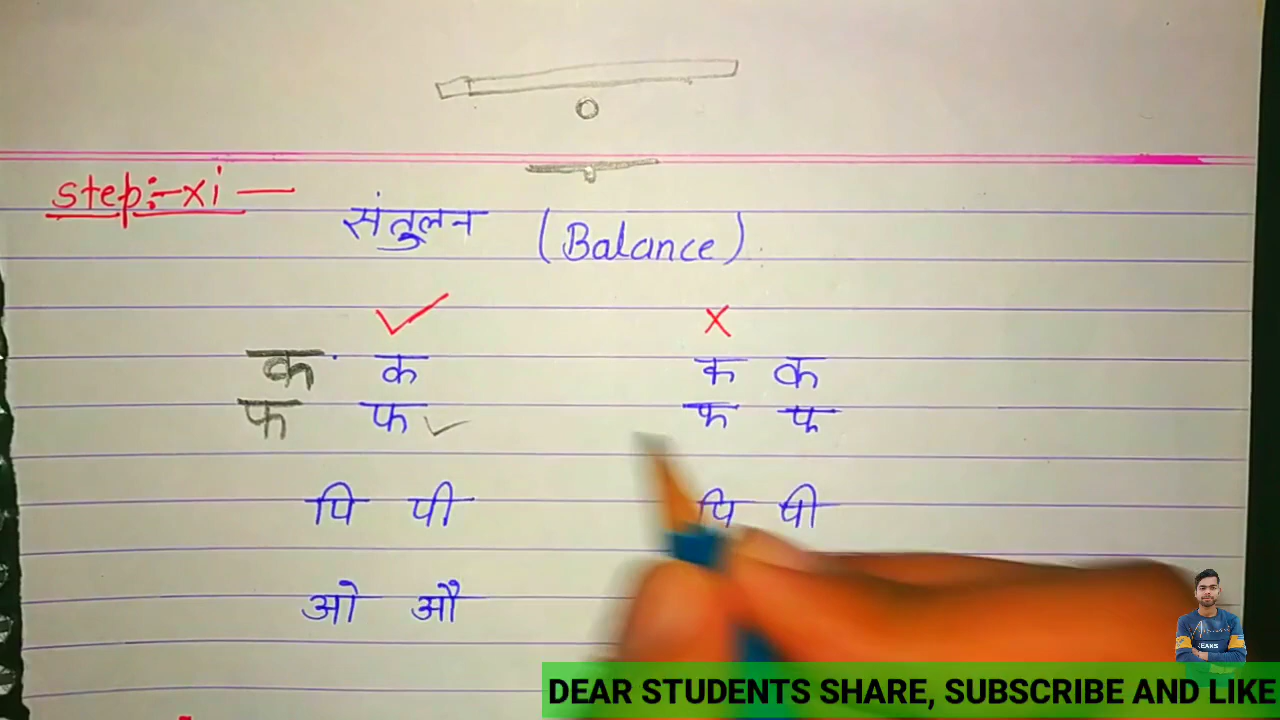 step:-xi —
संतुलन (Balance)
✓ x
क क क क
फ फ ✓ फ फ
पि पी पि पी
ओ औ
DEAR STUDENTS SHARE, SUBSCRIBE AND LIKE